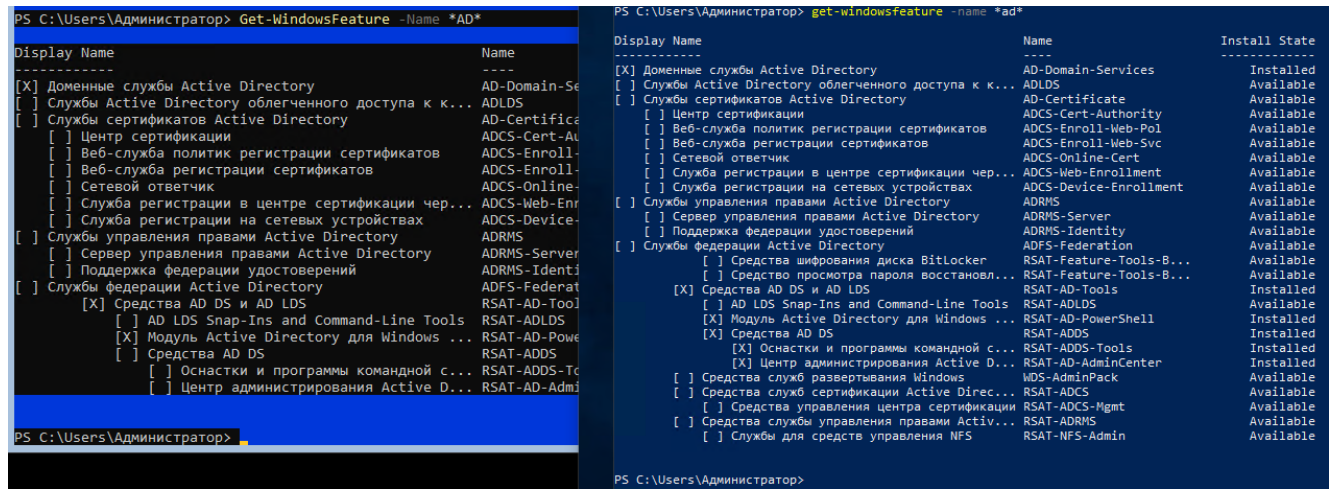 PS C:\Users\Администратор> Get-WindowsFeature -Name *AD*
Display Name Name
------------ ----
[X] Доменные службы Active Directory AD-Domain-Se
[ ] Службы Active Directory облегченного доступа к к... ADLDS
[ ] Службы сертификатов Active Directory AD-Certifica
[ ] Центр сертификации ADCS-Cert-Au
[ ] Веб-служба политик регистрации сертификатов ADCS-Enroll-
[ ] Веб-служба регистрации сертификатов ADCS-Enroll-
[ ] Сетевой ответчик ADCS-Online-
[ ] Служба регистрации в центре сертификации чер... ADCS-Web-Enr
[ ] Служба регистрации на сетевых устройствах ADCS-Device-
[ ] Службы управления правами Active Directory ADRMS
[ ] Сервер управления правами Active Directory ADRMS-Server
[ ] Поддержка федерации удостоверений ADRMS-Identi
[ ] Службы федерации Active Directory ADFS-Federat
[X] Средства AD DS и AD LDS RSAT-AD-Tool
[ ] AD LDS Snap-Ins and Command-Line Tools RSAT-ADLDS
[X] Модуль Active Directory для Windows ... RSAT-AD-Powe
[ ] Средства AD DS RSAT-ADDS
[ ] Оснастки и программы командной с... RSAT-ADDS-To
[ ] Центр администрирования Active D... RSAT-AD-Admi
PS C:\Users\Администратор>
PS C:\Users\Администратор> get-windowsfeature -name *ad*
Display Name Name Install State
------------ ---- -------------
[X] Доменные службы Active Directory AD-Domain-Services Installed
[ ] Службы Active Directory облегченного доступа к к... ADLDS Available
[ ] Службы сертификатов Active Directory AD-Certificate Available
[ ] Центр сертификации ADCS-Cert-Authority Available
[ ] Веб-служба политик регистрации сертификатов ADCS-Enroll-Web-Pol Available
[ ] Веб-служба регистрации сертификатов ADCS-Enroll-Web-Svc Available
[ ] Сетевой ответчик ADCS-Online-Cert Available
[ ] Служба регистрации в центре сертификации чер... ADCS-Web-Enrollment Available
[ ] Служба регистрации на сетевых устройствах ADCS-Device-Enrollment Available
[ ] Службы управления правами Active Directory ADRMS Available
[ ] Сервер управления правами Active Directory ADRMS-Server Available
[ ] Поддержка федерации удостоверений ADRMS-Identity Available
[ ] Службы федерации Active Directory ADFS-Federation Available
[ ] Средства шифрования диска BitLocker RSAT-Feature-Tools-B... Available
[ ] Средство просмотра пароля восстановл... RSAT-Feature-Tools-B... Available
[X] Средства AD DS и AD LDS RSAT-AD-Tools Installed
[ ] AD LDS Snap-Ins and Command-Line Tools RSAT-ADLDS Available
[X] Модуль Active Directory для Windows ... RSAT-AD-PowerShell Installed
[X] Средства AD DS RSAT-ADDS Installed
[X] Оснастки и программы командной с... RSAT-ADDS-Tools Installed
[X] Центр администрирования Active D... RSAT-AD-AdminCenter Installed
[ ] Средства служб развертывания Windows WDS-AdminPack Available
[ ] Средства служб сертификации Active Direc... RSAT-ADCS Available
[ ] Средства управления центра сертификации RSAT-ADCS-Mgmt Available
[ ] Средства службы управления правами Activ... RSAT-ADRMS Available
[ ] Службы для средств управления NFS RSAT-NFS-Admin Available
PS C:\Users\Администратор>